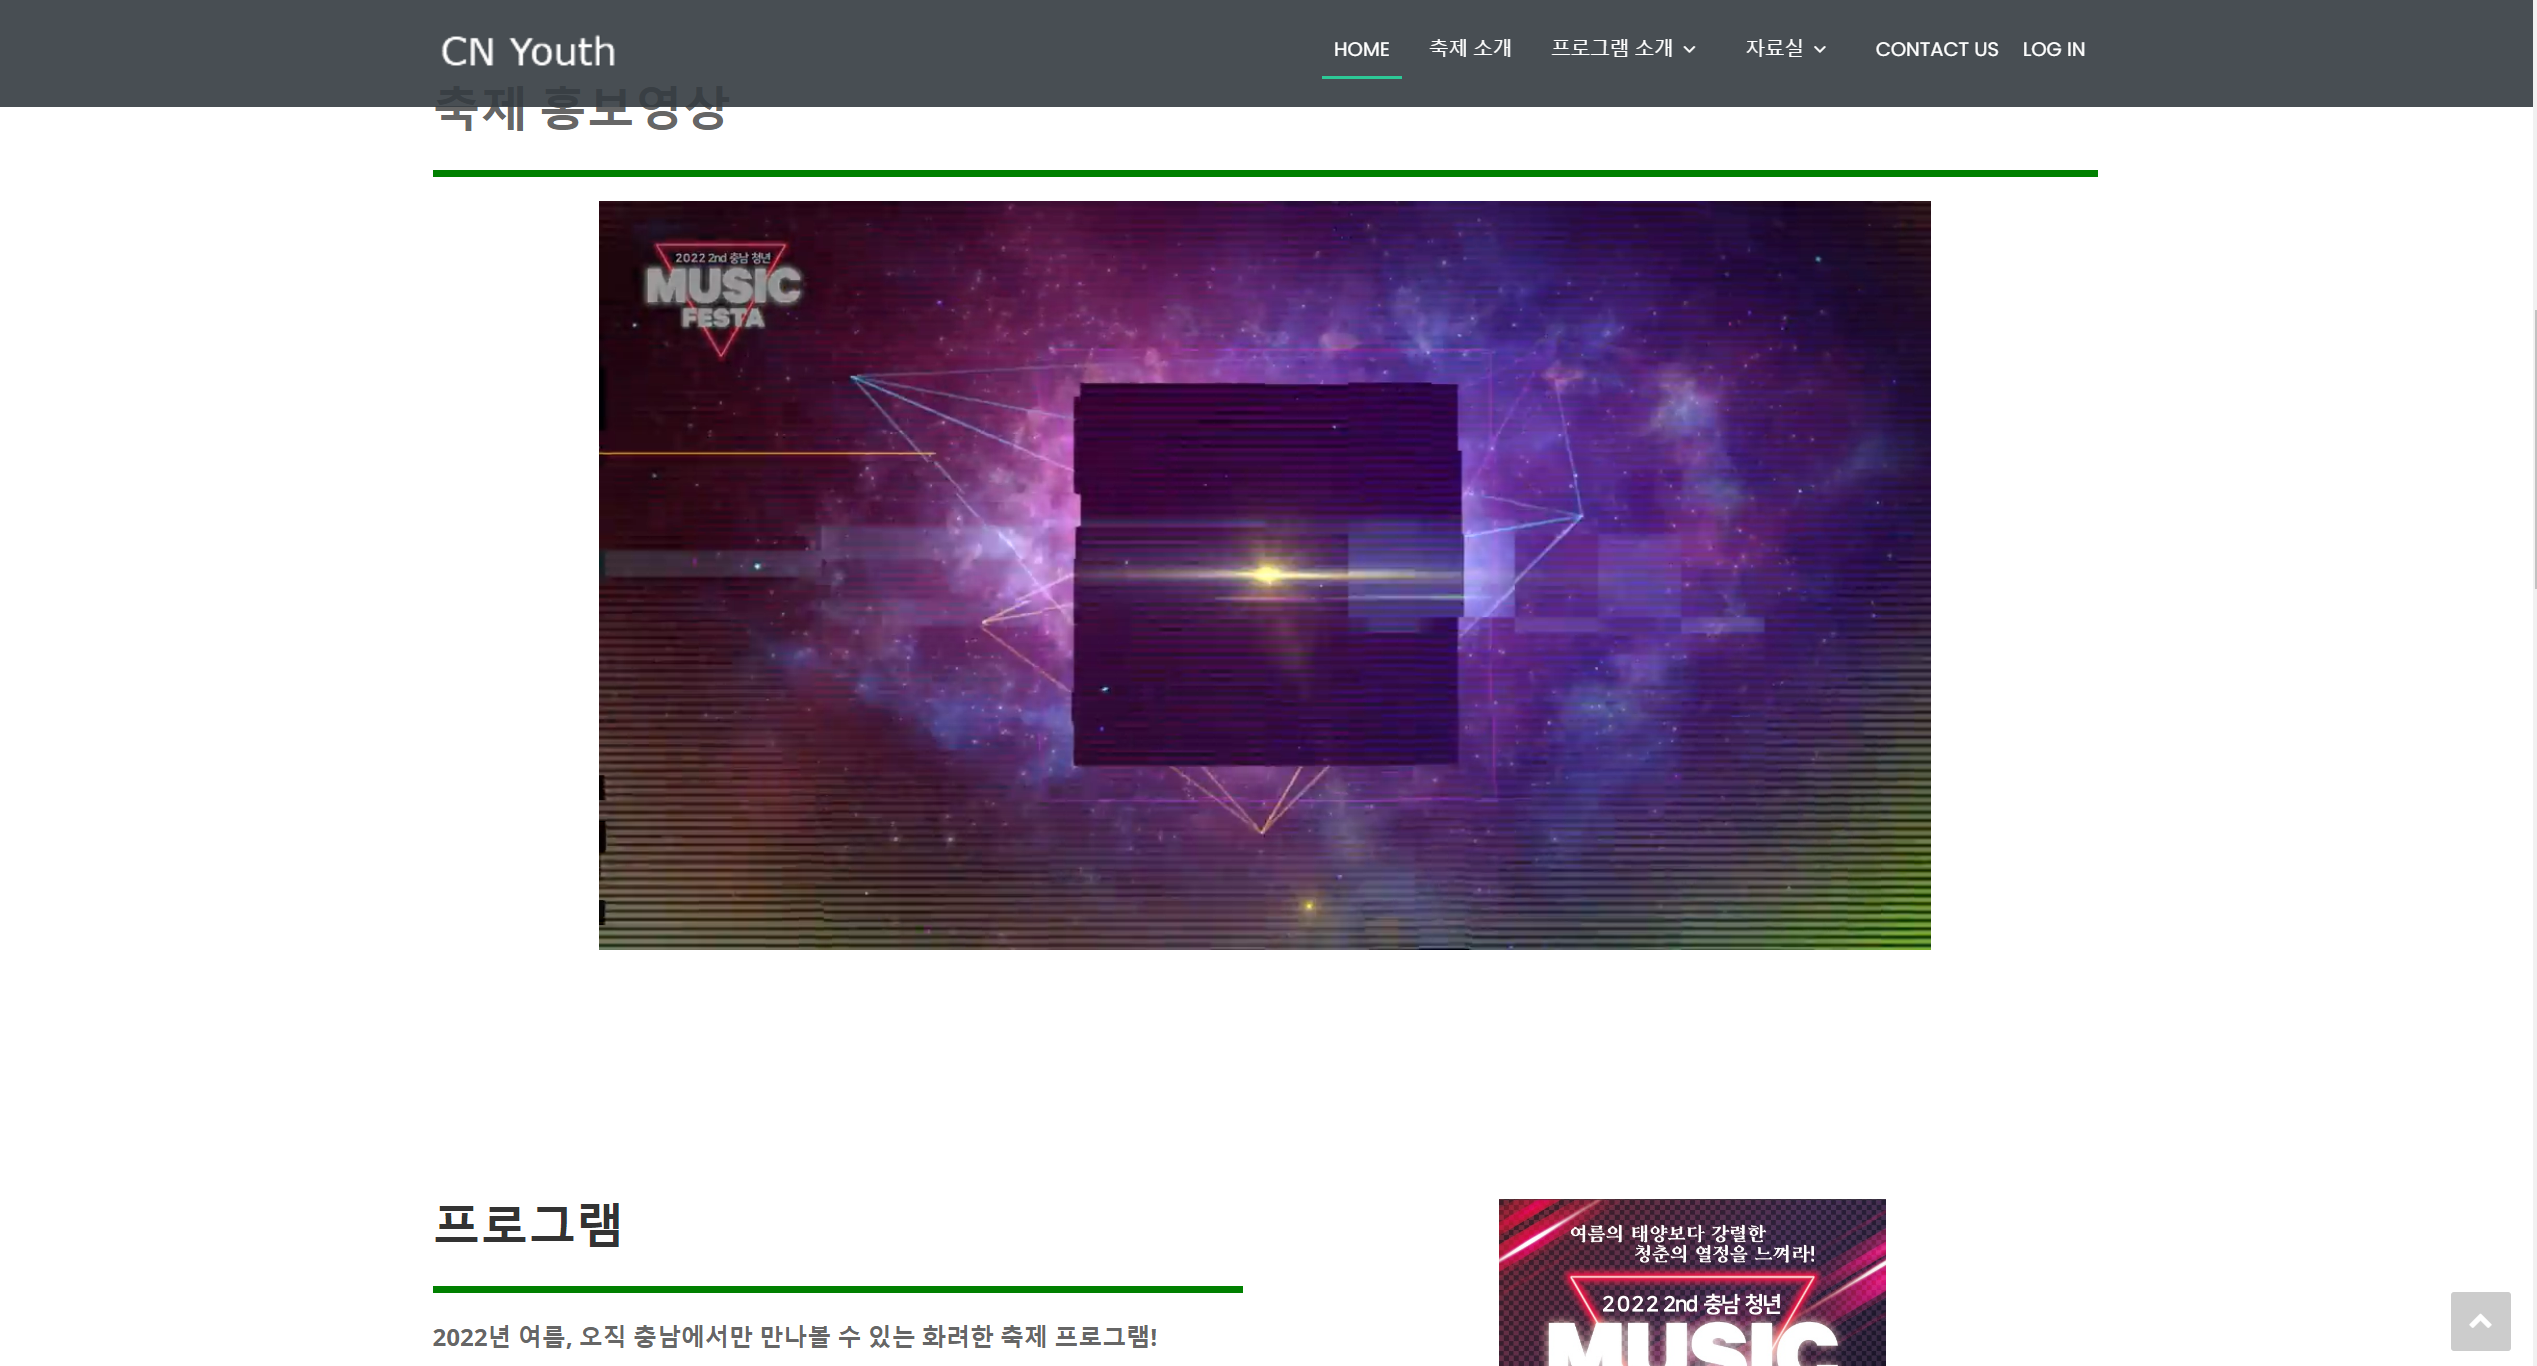 CN Youth
HOME
축제 소개
프로그램 소개
자료실
CONTACT US
LOG IN
축제 홍보영상
2022 2nd 충남 청년
MUSIC
FESTA
프로그램
2022년 여름, 오직 충남에서만 만나볼 수 있는 화려한 축제 프로그램!
여름의 태양보다 강렬한
청춘의 열정을 느껴라!
2022 2nd 충남 청년
MUSIC